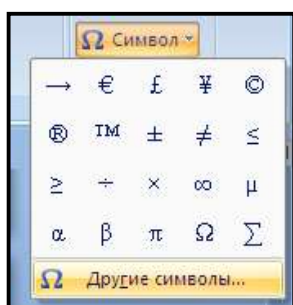 Ω Символ
→ € £ ¥ ©
® ™ ± ≠ ≤
≥ ÷ × ∞ µ
α β π Ω ∑
Ω Другие символы...